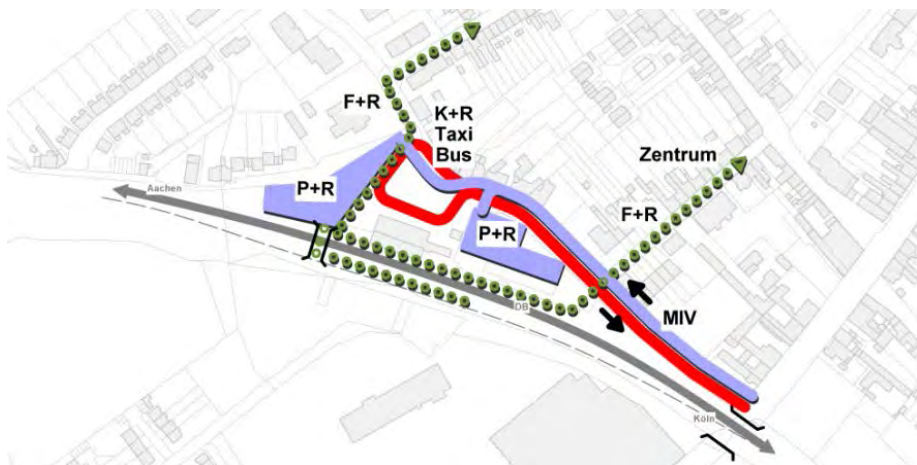 F+R
K+R
Taxi
Bus
Zentrum
Aachen
P+R
F+R
P+R
DB
MIV
Köln